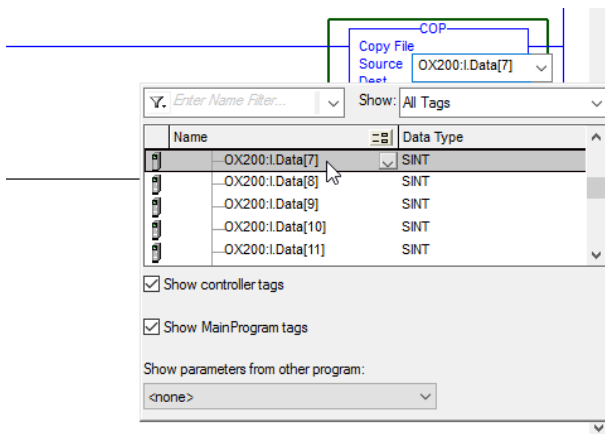 COP
Copy File
Source OX200:I.Data[7]
Dest
Enter Name Filter... Show: All Tags
Name Data Type
OX200:I.Data[7] SINT
OX200:I.Data[8] SINT
OX200:I.Data[9] SINT
OX200:I.Data[10] SINT
OX200:I.Data[11] SINT
Show controller tags
Show MainProgram tags
Show parameters from other program:
<none>